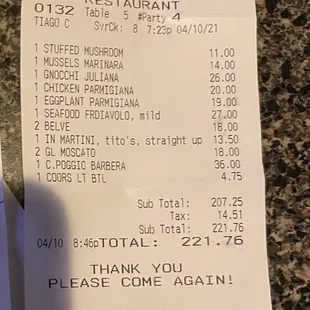 RESTAURANT
0132 Table 5 #Party 4
TIAGO C SvrCk: 8 7:23p 04/10/21
1 STUFFED MUSHROOM 11.00
1 MUSSELS MARINARA 14.00
1 GNOCCHI JULIANA 26.00
1 CHICKEN PARMIGIANA 20.00
1 EGGPLANT PARMIGIANA 19.00
1 SEAFOOD FRDIAVOLO, mild 27.00
2 BELVE 18.00
1 IN MARTINI, tito's, straight up 13.50
2 GL MOSCATO 18.00
1 C.POGGIO BARBERA 36.00
1 COORS LT BTL 4.75
Sub Total: 207.25
Tax: 14.51
Sub Total: 221.76
04/10 8:46pTOTAL: 221.76
THANK YOU
PLEASE COME AGAIN!